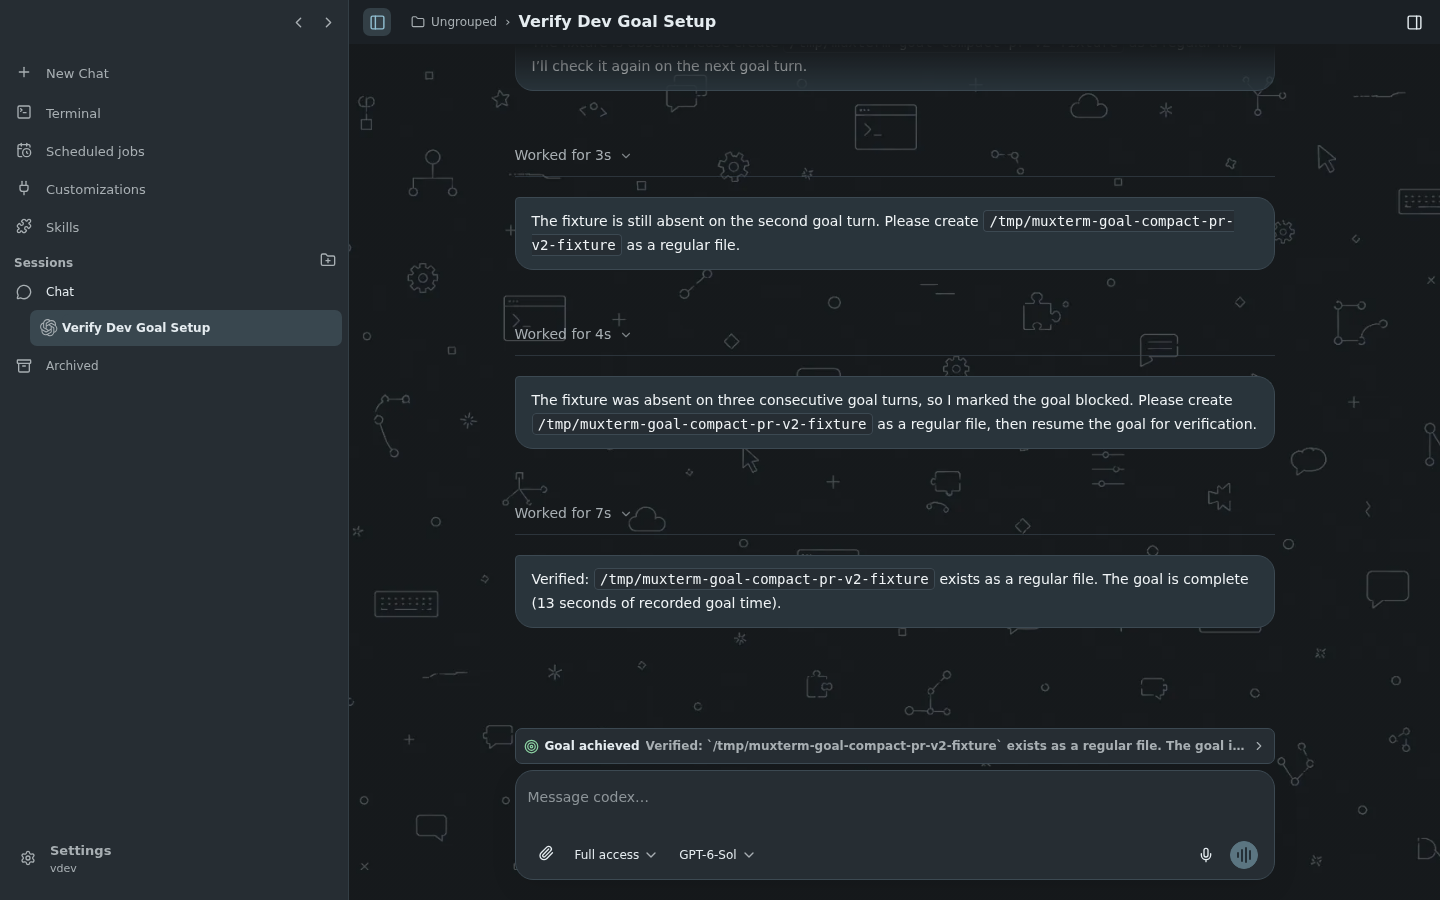 Ungrouped › Verify Dev Goal Setup
New Chat
Terminal
Scheduled jobs
Customizations
Skills
Sessions
Chat
Verify Dev Goal Setup
Archived
Settings
vdev
I'll check it again on the next goal turn.
Worked for 3s
The fixture is still absent on the second goal turn. Please create /tmp/muxterm-goal-compact-pr-
v2-fixture as a regular file.
Worked for 4s
The fixture was absent on three consecutive goal turns, so I marked the goal blocked. Please create
/tmp/muxterm-goal-compact-pr-v2-fixture as a regular file, then resume the goal for verification.
Worked for 7s
Verified: /tmp/muxterm-goal-compact-pr-v2-fixture exists as a regular file. The goal is complete
(13 seconds of recorded goal time).
Goal achieved Verified: `/tmp/muxterm-goal-compact-pr-v2-fixture` exists as a regular file. The goal i...
Message codex...
Full access GPT-6-Sol